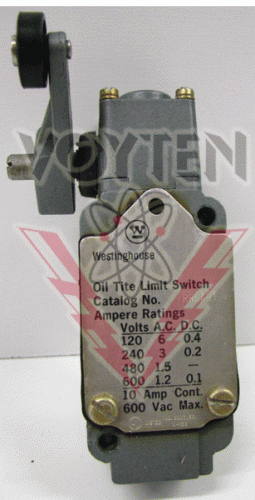 VOYTEN
W
Westinghouse
Oil Tite Limit Switch
Catalog No.
Ampere Ratings
Volts A.C. D.C.
120 6 0.4
240 3 0.2
480 1.5 —
600 1.2 0.1
10 Amp Cont.
600 Vac Max.